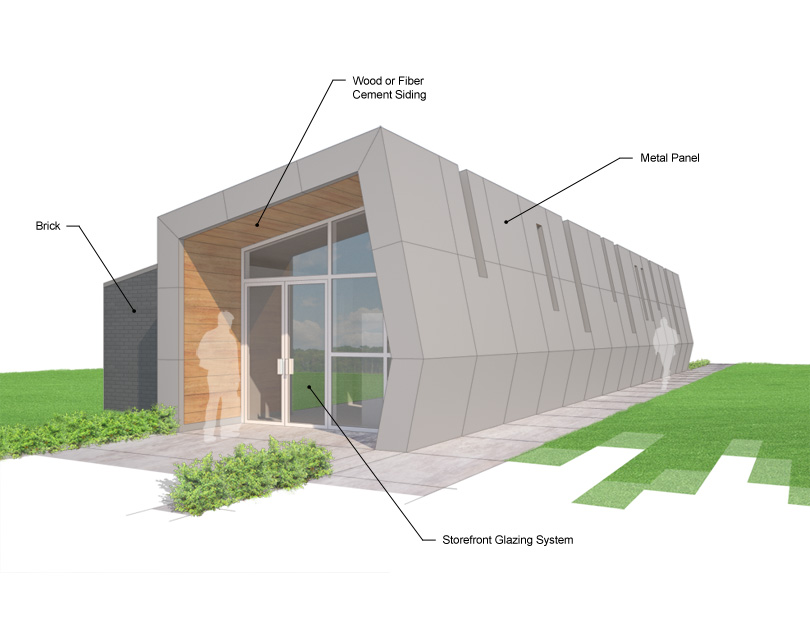 Wood or Fiber
Cement Siding
Metal Panel
Brick
Storefront Glazing System